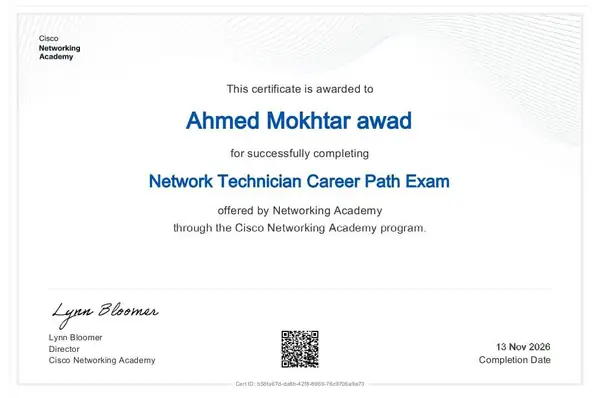 Cisco
Networking
Academy
This certificate is awarded to
Ahmed Mokhtar awad
for successfully completing
Network Technician Career Path Exam
offered by Networking Academy
through the Cisco Networking Academy program.
Lynn Bloomer
Lynn Bloomer
Director
Cisco Networking Academy
13 Nov 2026
Completion Date
Cert ID: